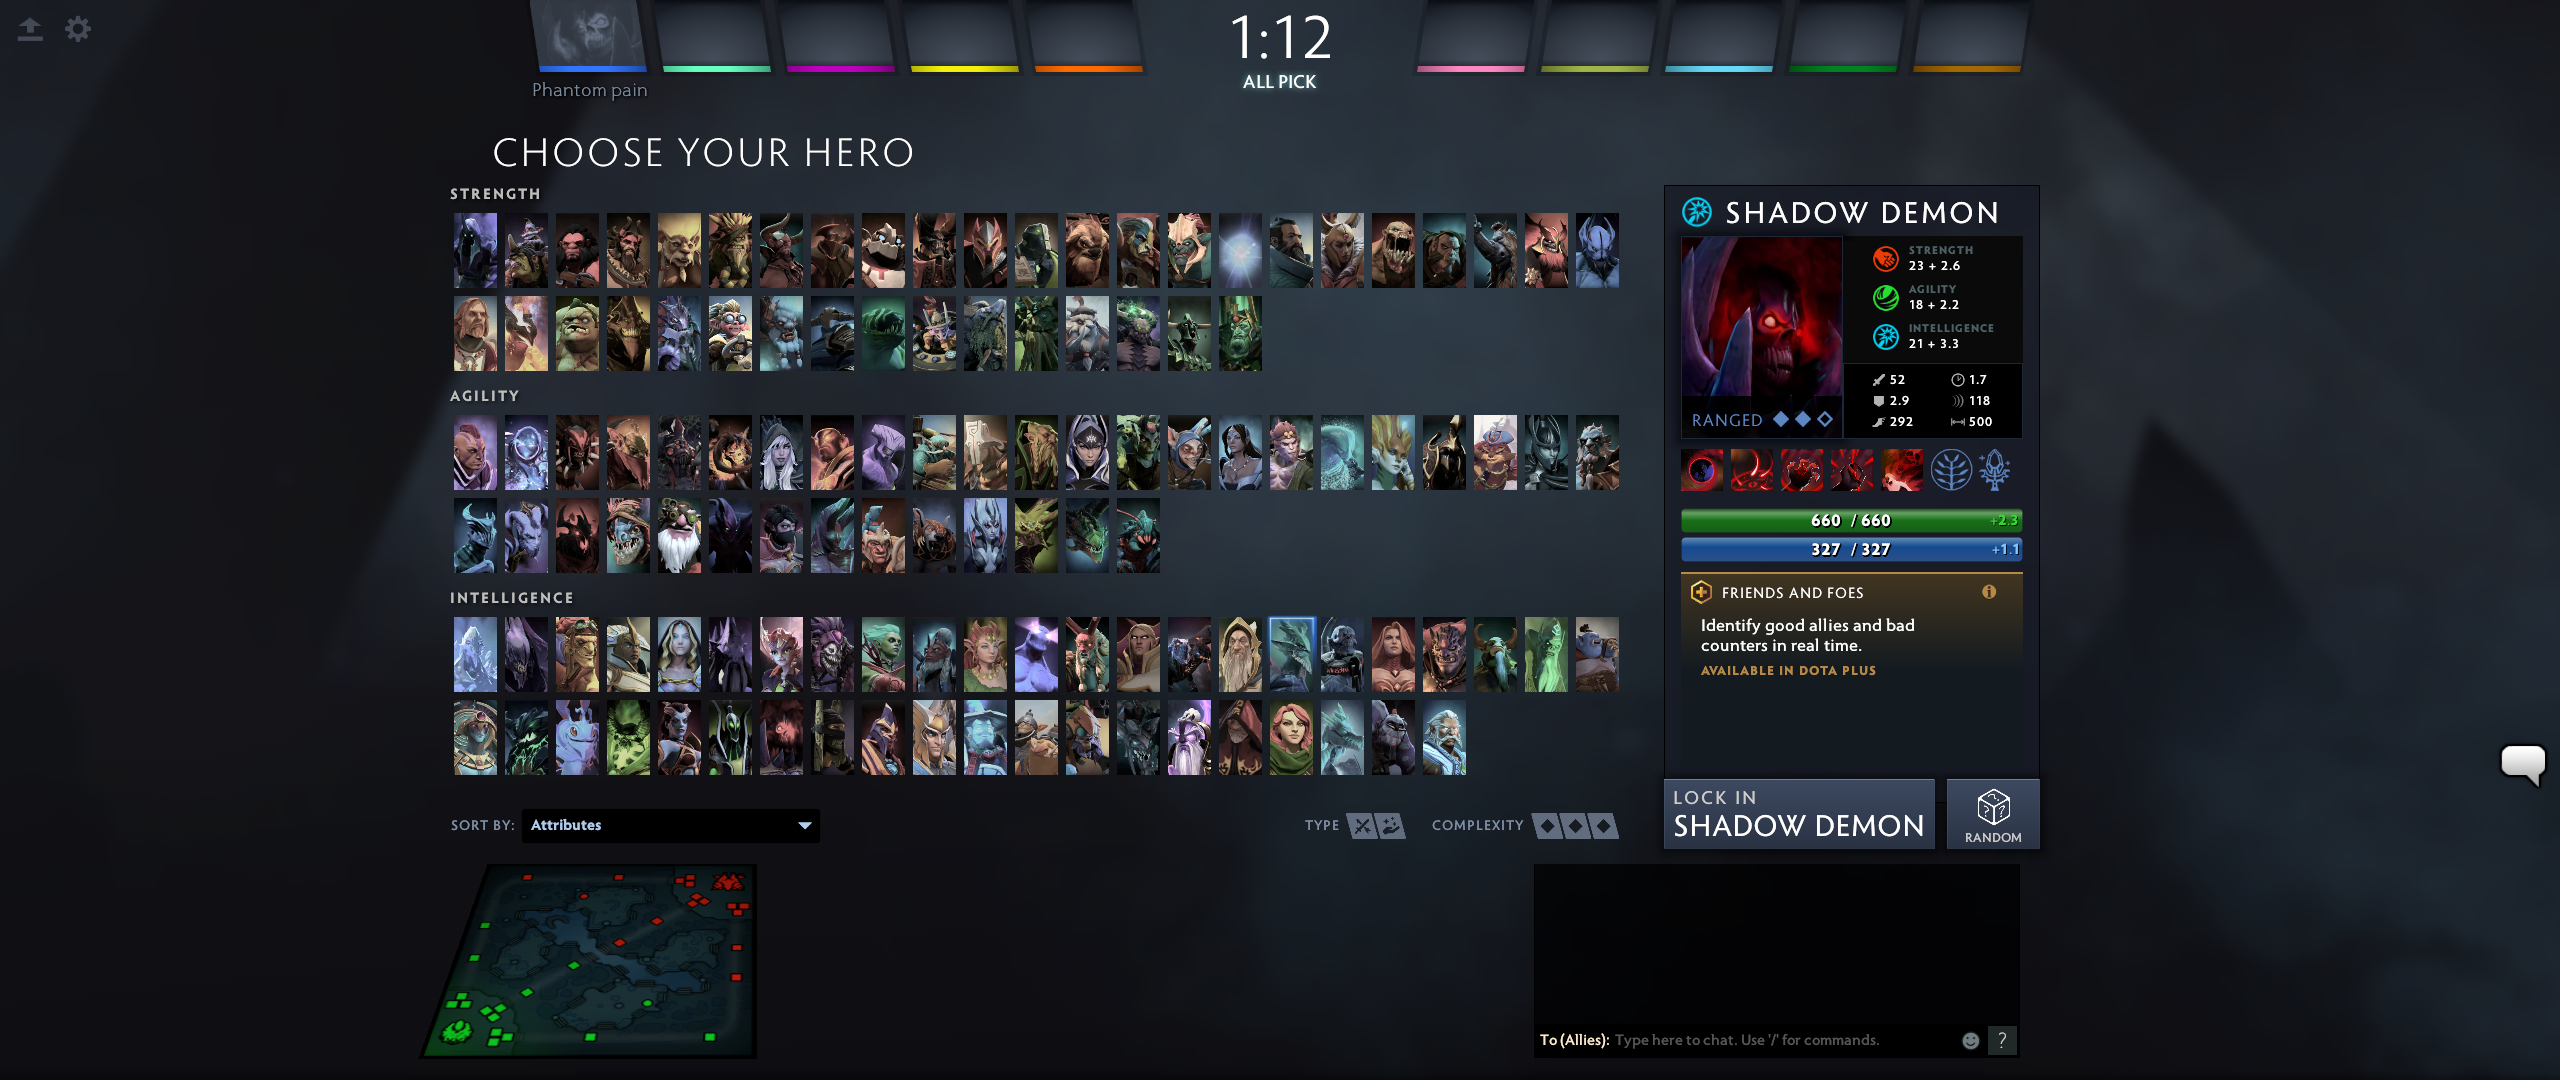 1:12
ALL PICK
Phantom pain
CHOOSE YOUR HERO
STRENGTH
AGILITY
INTELLIGENCE
SHADOW DEMON
STRENGTH
23 + 2.6
AGILITY
18 + 2.2
INTELLIGENCE
21 + 3.3
RANGED
52
1.7
2.9
118
292
500
660 / 660
+2.3
327 / 327
+1.1
FRIENDS AND FOES
Identify good allies and bad
counters in real time.
AVAILABLE IN DOTA PLUS
LOCK IN
SHADOW DEMON
RANDOM
SORT BY: Attributes
TYPE
COMPLEXITY
To (Allies): Type here to chat. Use '/' for commands.
?